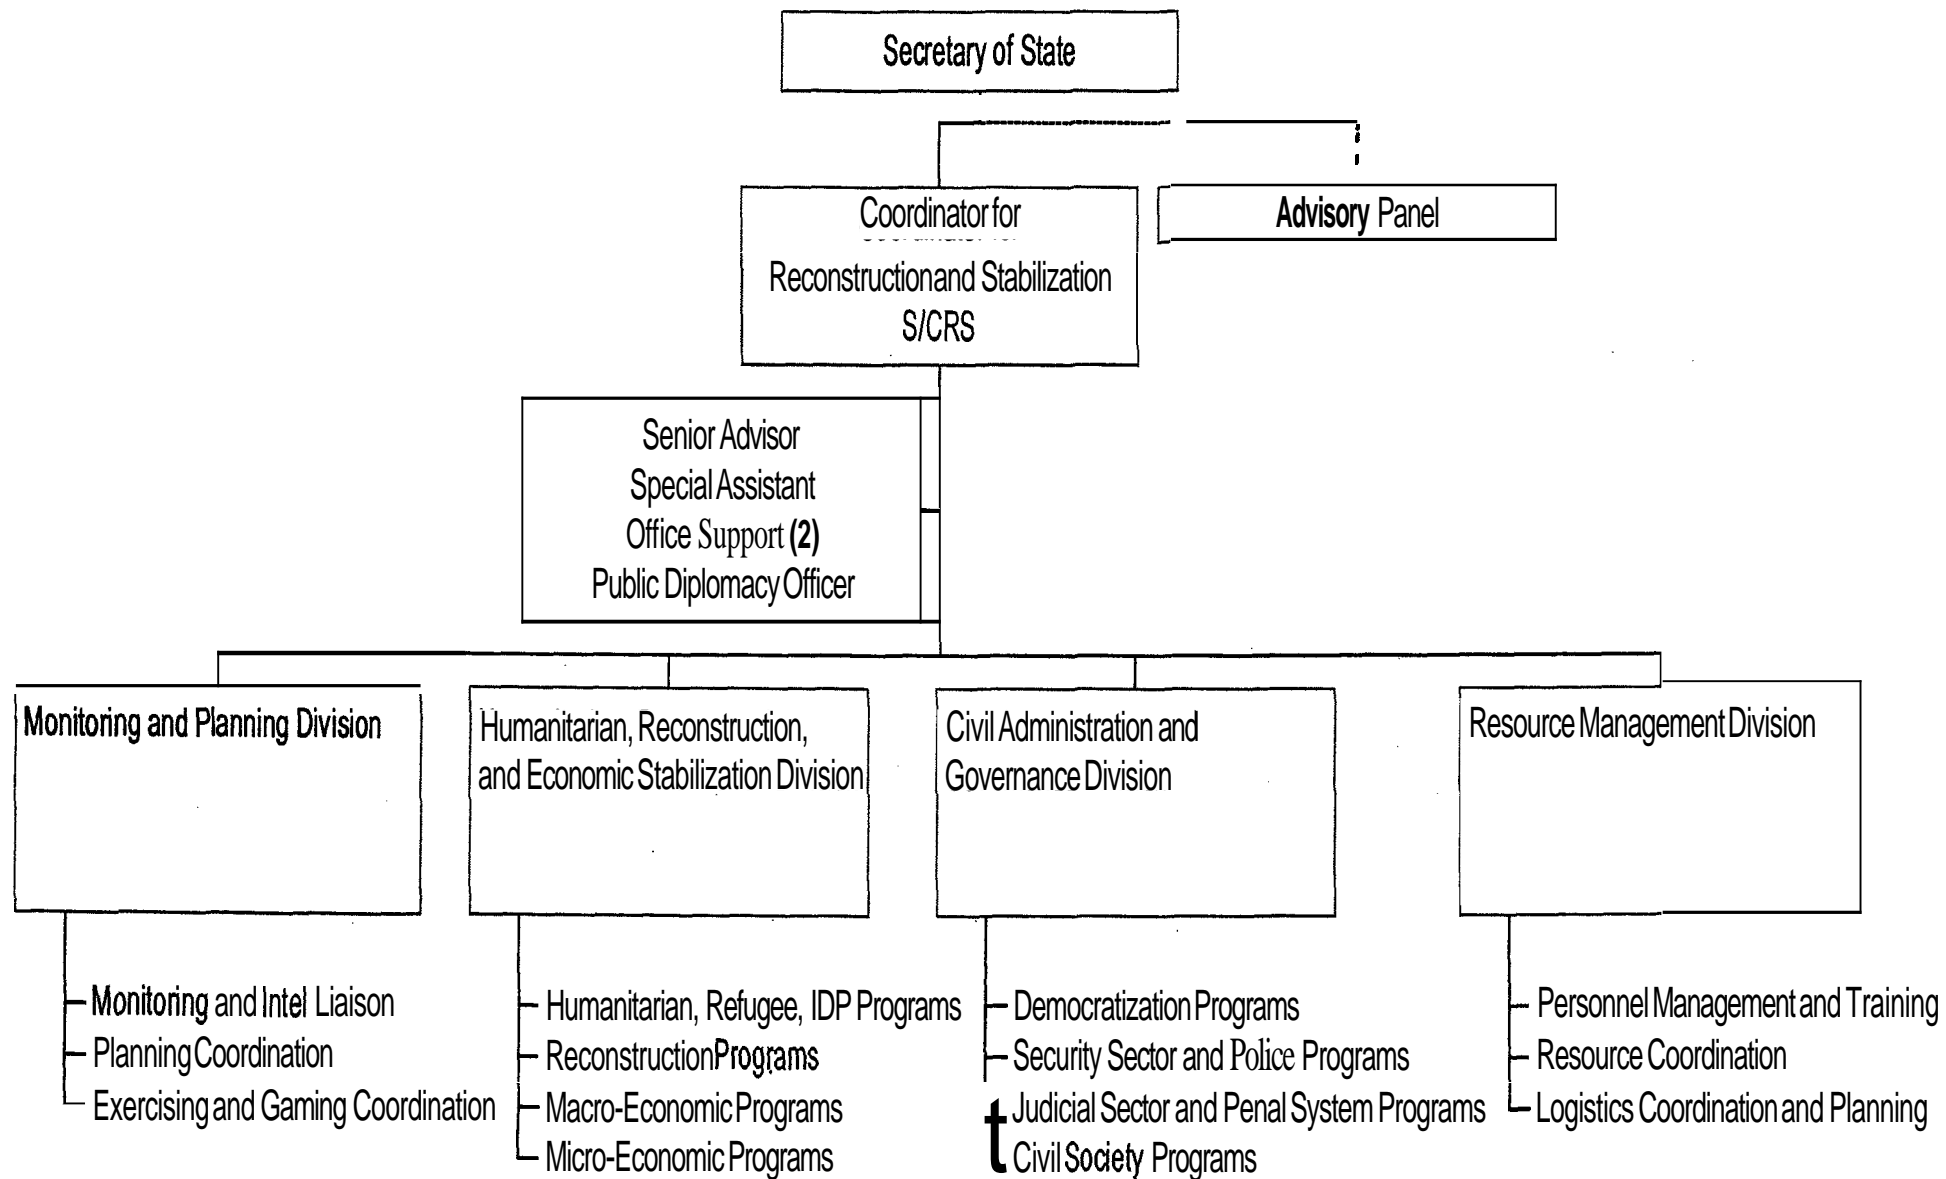 Secretary of State
Coordinator for
Reconstruction and Stabilization
S/CRS
Advisory Panel
Senior Advisor
Special Assistant
Office Support (2)
Public Diplomacy Officer
Monitoring and Planning Division
Monitoring and Intel Liaison
Planning Coordination
Exercising and Gaming Coordination
Humanitarian, Reconstruction,
and Economic Stabilization Division
Humanitarian, Refugee, IDP Programs
Reconstruction Programs
Macro-Economic Programs
Micro-Economic Programs
Civil Administration and
Governance Division
Democratization Programs
Security Sector and Police Programs
Judicial Sector and Penal System Programs
Civil Society Programs
Resource Management Division
Personnel Management and Training
Resource Coordination
Logistics Coordination and Planning